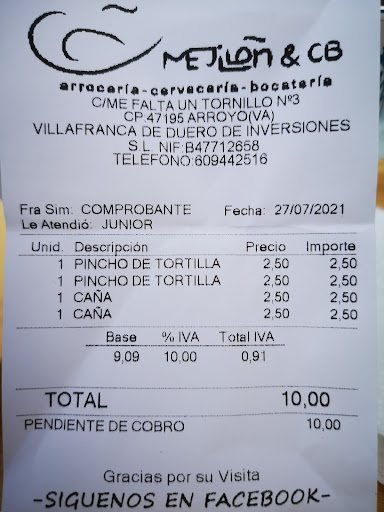 MEJILLOÑ & CB
arrocería-cervecería-bocatería
C/ME FALTA UN TORNILLO Nº3
CP.47195 ARROYO(VA)
VILLAFRANCA DE DUERO DE INVERSIONES
S.L. NIF:B47712658
TELEFONO:609442516
Fra Sim: COMPROBANTE Fecha: 27/07/2021
Le Atendió: JUNIOR
Unid. Descripción Precio Importe
1 PINCHO DE TORTILLA 2,50 2,50
1 PINCHO DE TORTILLA 2,50 2,50
1 CAÑA 2,50 2,50
1 CAÑA 2,50 2,50
Base % IVA Total IVA
9,09 10,00 0,91
TOTAL 10,00
PENDIENTE DE COBRO 10,00
Gracias por su Visita
-SIGUENOS EN FACEBOOK-